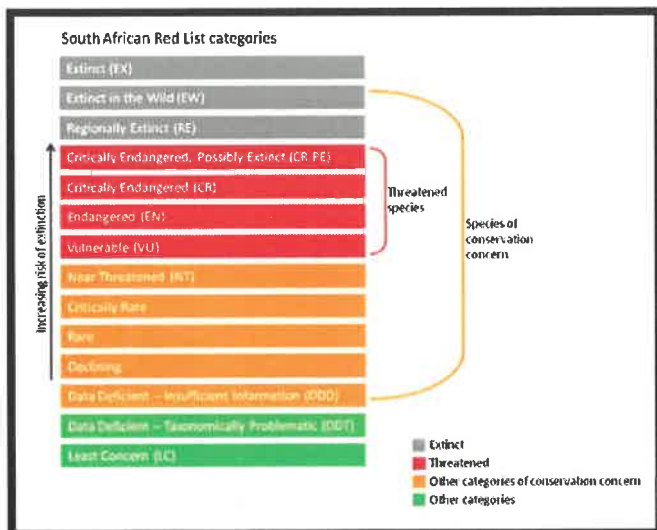 South African Red List categories
Extinct (EX)
Extinct in the Wild (EW)
Regionally Extinct (RE)
Critically Endangered, Possibly Extinct (CR PE)
Critically Endangered (CR)
Endangered (EN)
Vulnerable (VU)
Near Threatened (NT)
Critically Rare
Rare
Declining
Data Deficient – Insufficient Information (DDD)
Data Deficient – Taxonomically Problematic (DDT)
Least Concern (LC)
Increasing risk of extinction
Threatened
species
Species of
conservation
concern
Extinct
Threatened
Other categories of conservation concern
Other categories